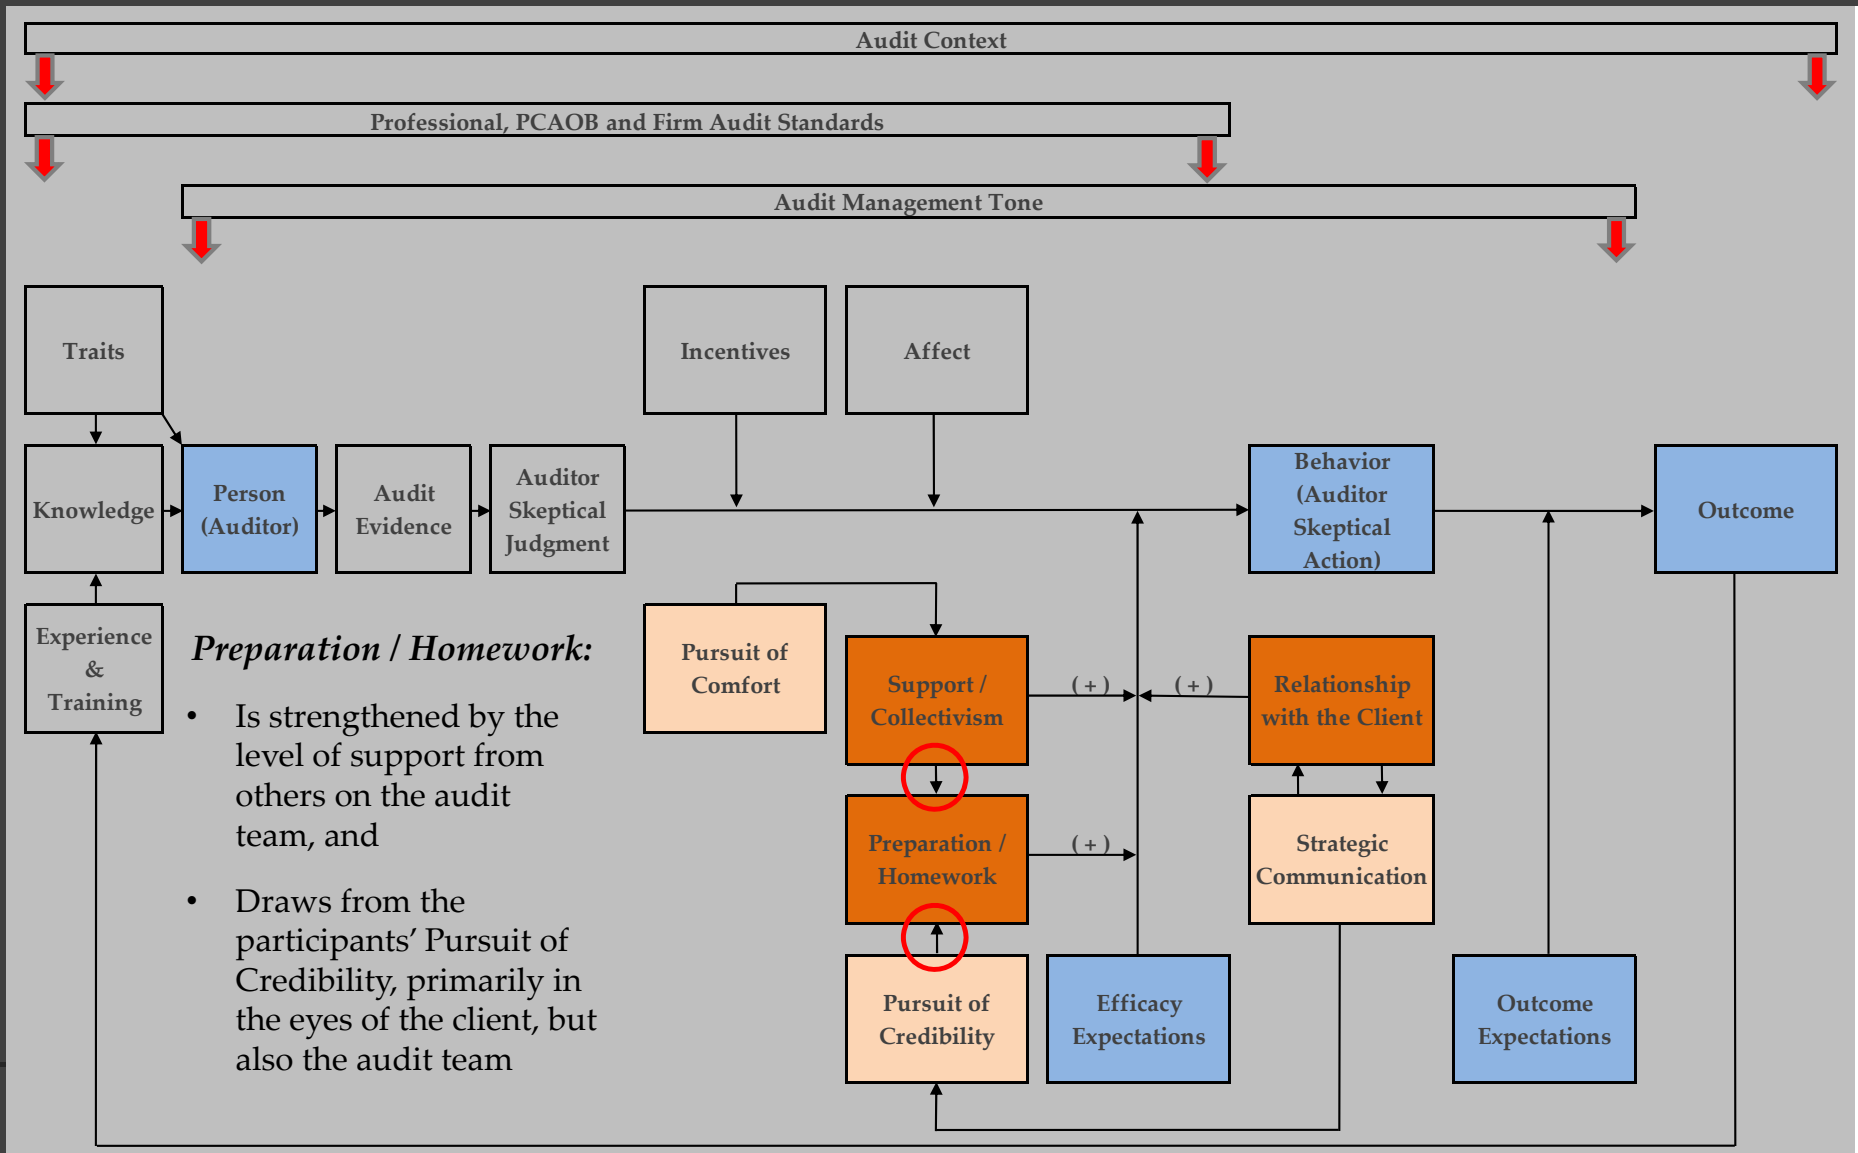 Audit Context
Professional, PCAOB and Firm Audit Standards
Audit Management Tone
Traits
Incentives
Affect
Knowledge
Person
(Auditor)
Audit
Evidence
Auditor
Skeptical
Judgment
Behavior
(Auditor
Skeptical
Action)
Outcome
Experience
&
Training
Preparation / Homework:
• Is strengthened by the
level of support from
others on the audit
team, and
• Draws from the
participants’ Pursuit of
Credibility, primarily in
the eyes of the client, but
also the audit team
Pursuit of
Comfort
Support /
Collectivism
( + )
( + )
Relationship
with the Client
Preparation /
Homework
( + )
Strategic
Communication
Pursuit of
Credibility
Efficacy
Expectations
Outcome
Expectations